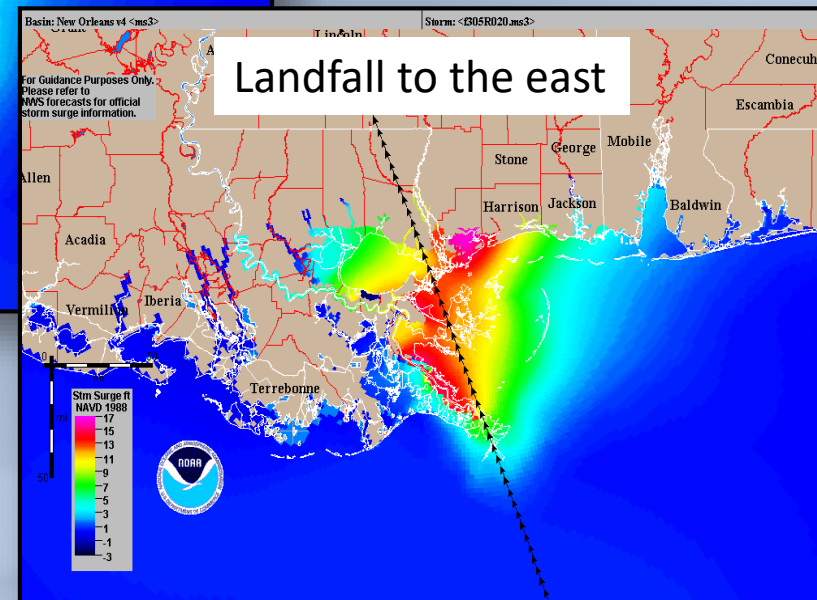 Basin: New Orleans v4 <ms3>
Storm: <f305R020.ms3>
Lincoln
Landfall to the east
Conecuh
For Guidance Purposes Only.
Please refer to
NWS forecasts for official
storm surge information.
Escambia
George
Mobile
Stone
Allen
Harrison
Jackson
Baldwin
Acadia
Iberia
Vermilion
0
Terrebonne
Stm Surge ft
NAVD 1988
17
15
13
11
9
7
5
3
1
-1
-3
mi
50
NOAA